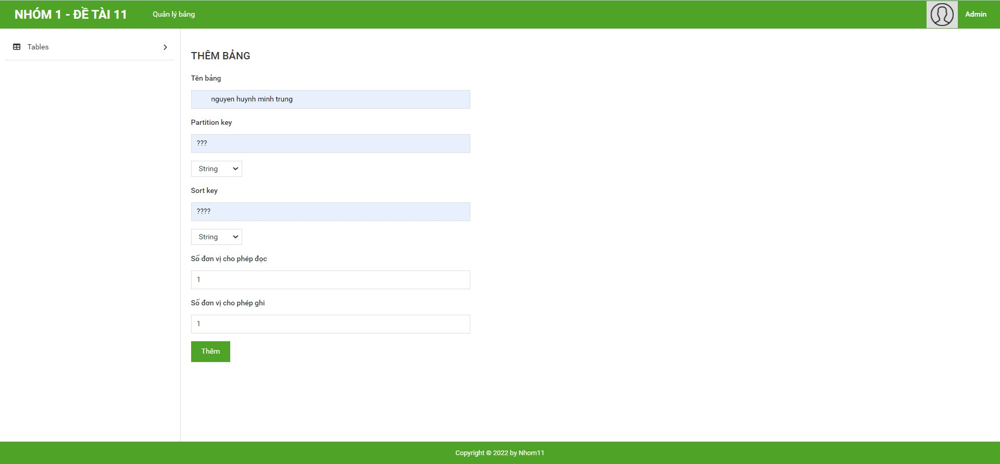 NHÓM 1 - ĐỀ TÀI 11
Quản lý bảng
Admin
Tables
THÊM BẢNG
Tên bảng
nguyen huynh minh trung
Partition key
???
String
Sort key
????
String
Số đơn vị cho phép đọc
1
Số đơn vị cho phép ghi
1
Thêm
Copyright © 2022 by Nhom11